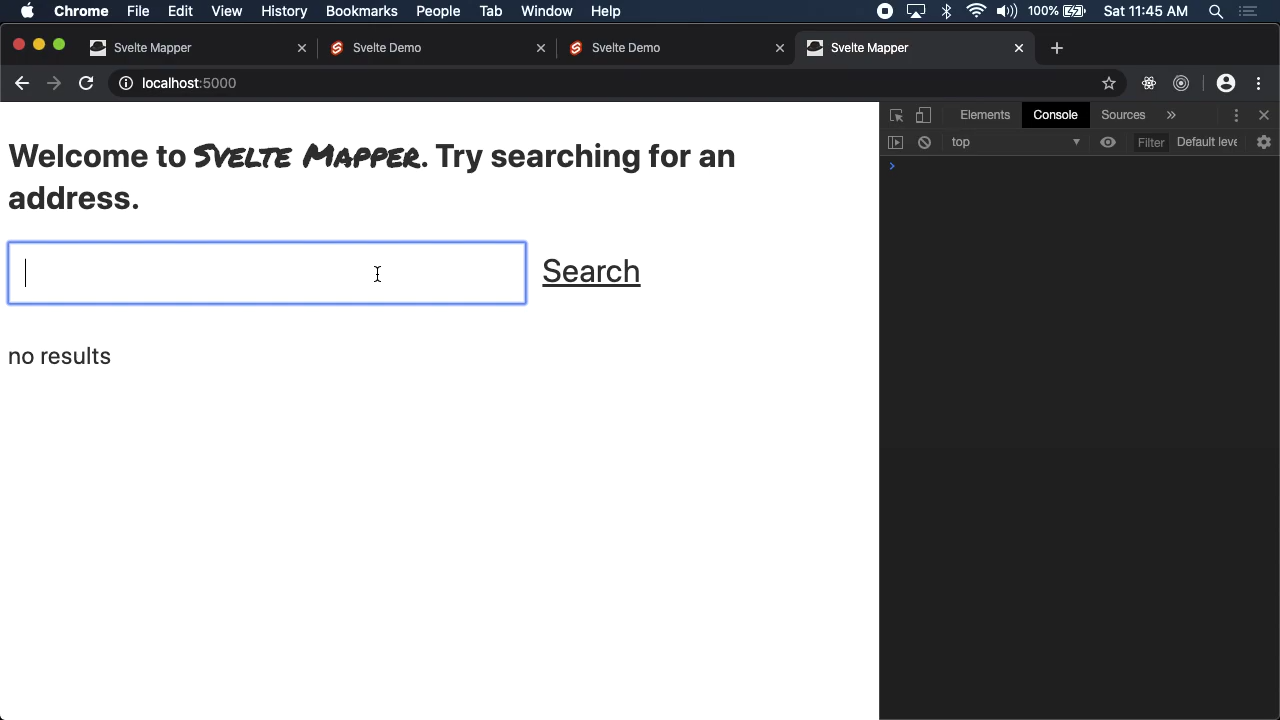 Chrome File Edit View History Bookmarks People Tab Window Help 100% Sat 11:45 AM
Svelte Mapper Svelte Demo Svelte Demo Svelte Mapper
localhost:5000
Elements Console Sources »
top Filter Default leve
Welcome to Svelte Mapper. Try searching for an
address.
Search
no results